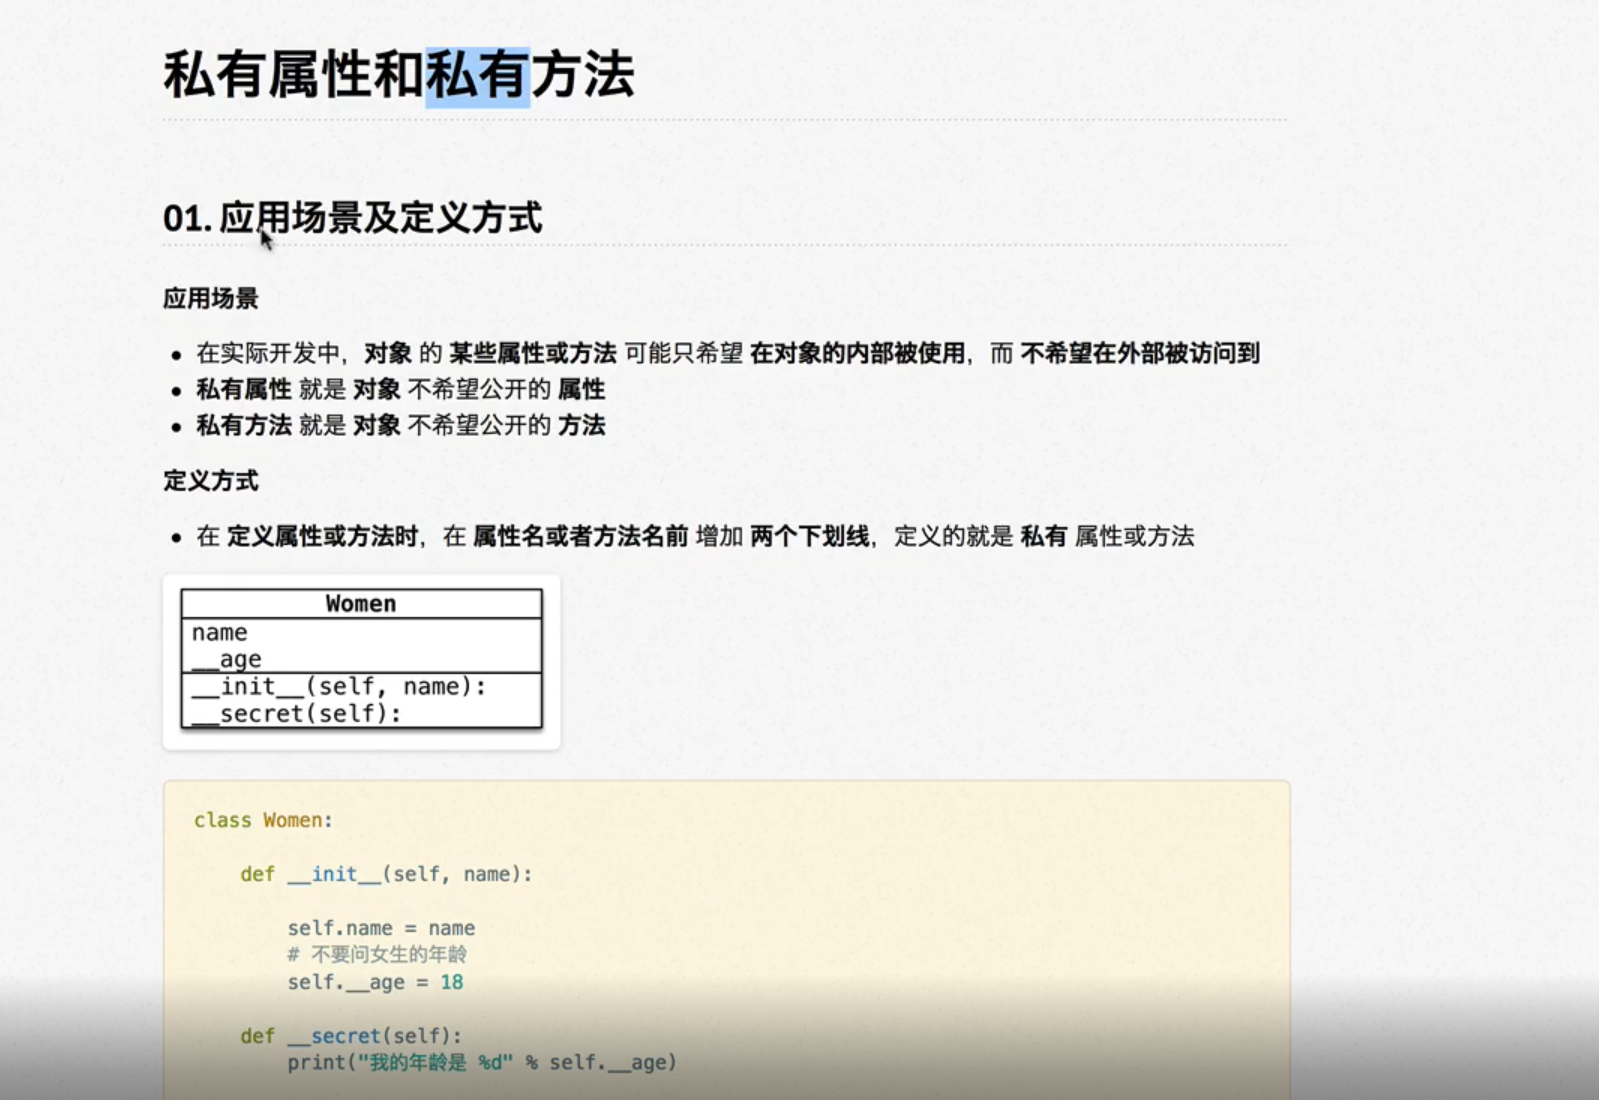 私有属性和私有方法
01. 应用场景及定义方式
应用场景
• 在实际开发中，对象 的 某些属性或方法 可能只希望 在对象的内部被使用，而 不希望在外部被访问到
• 私有属性 就是 对象 不希望公开的 属性
• 私有方法 就是 对象 不希望公开的 方法
定义方式
• 在 定义属性或方法时，在 属性名或者方法名前 增加 两个下划线，定义的就是 私有 属性或方法
Women
name
__age
__init__(self, name):
__secret(self):
class Women:
def __init__(self, name):
self.name = name
# 不要问女生的年龄
self.__age = 18
def __secret(self):
print("我的年龄是 %d" % self.__age)